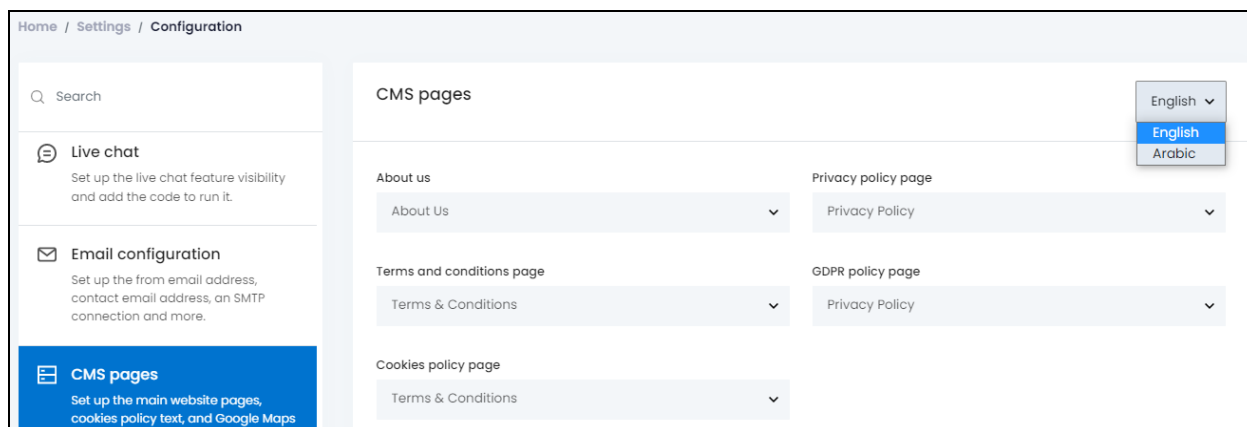 Home / Settings / Configuration
Search
Live chat
Set up the live chat feature visibility
and add the code to run it.
Email configuration
Set up the from email address,
contact email address, an SMTP
connection and more.
CMS pages
Set up the main website pages,
cookies policy text, and Google Maps
CMS pages
English
English
Arabic
About us
About Us
Privacy policy page
Privacy Policy
Terms and conditions page
Terms & Conditions
GDPR policy page
Privacy Policy
Cookies policy page
Terms & Conditions